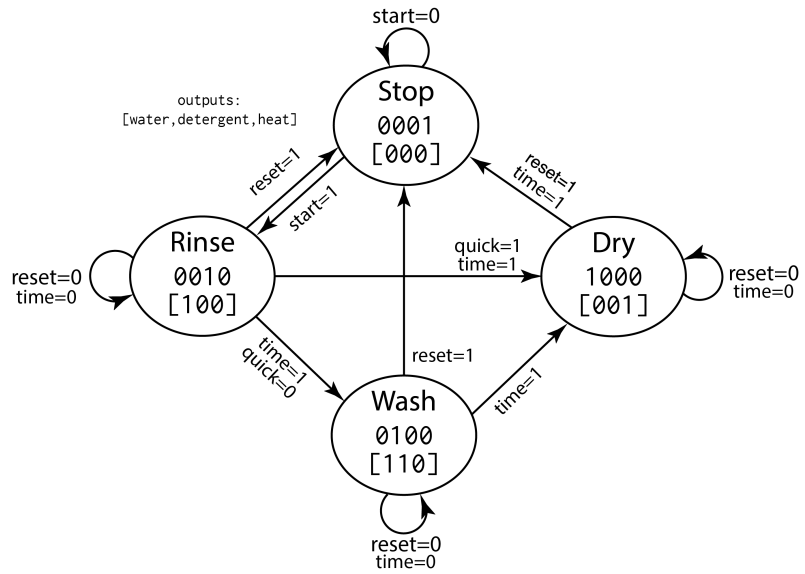 start=0
outputs:
[water,detergent,heat]
Stop
0001
[000]
reset=1
start=1
reset=1
time=1
Rinse
0010
[100]
reset=0
time=0
quick=1
time=1
Dry
1000
[001]
reset=0
time=0
time=1
quick=0
reset=1
time=1
Wash
0100
[110]
reset=0
time=0